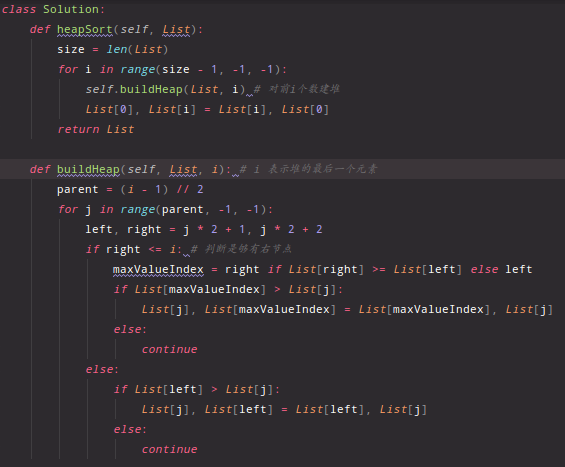 class Solution:
    def heapSort(self, List):
        size = len(List)
        for i in range(size - 1, -1, -1):
            self.buildHeap(List, i) # 对前i个数建堆
            List[0], List[i] = List[i], List[0]
        return List
    def buildHeap(self, List, i): # i 表示堆的最后一个元素
        parent = (i - 1) // 2
        for j in range(parent, -1, -1):
            left, right = j * 2 + 1, j * 2 + 2
            if right <= i: # 判断是够有右节点
                maxValueIndex = right if List[right] >= List[left] else left
                if List[maxValueIndex] > List[j]:
                    List[j], List[maxValueIndex] = List[maxValueIndex], List[j]
                else:
                    continue
            else:
                if List[left] > List[j]:
                    List[j], List[left] = List[left], List[j]
                else:
                    continue